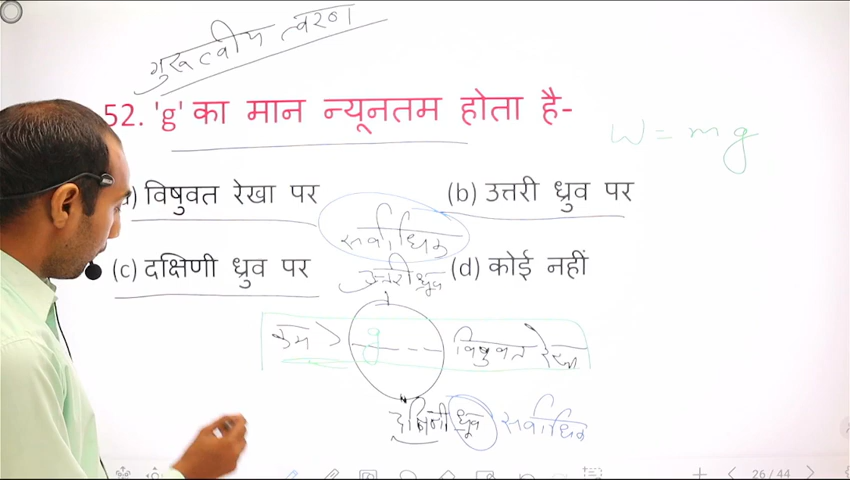 गुरूत्वीय त्वरण
52. 'g' का मान न्यूनतम होता है-
W = mg
a) विषुवत रेखा पर
(b) उत्तरी ध्रुव पर
सर्वाधिक
(c) दक्षिणी ध्रुव पर
(d) कोई नहीं
उत्तरी ध्रुव
कम >
g
विषुवत रेखा
दक्षिनी ध्रुव
सर्वाधिक
26/44